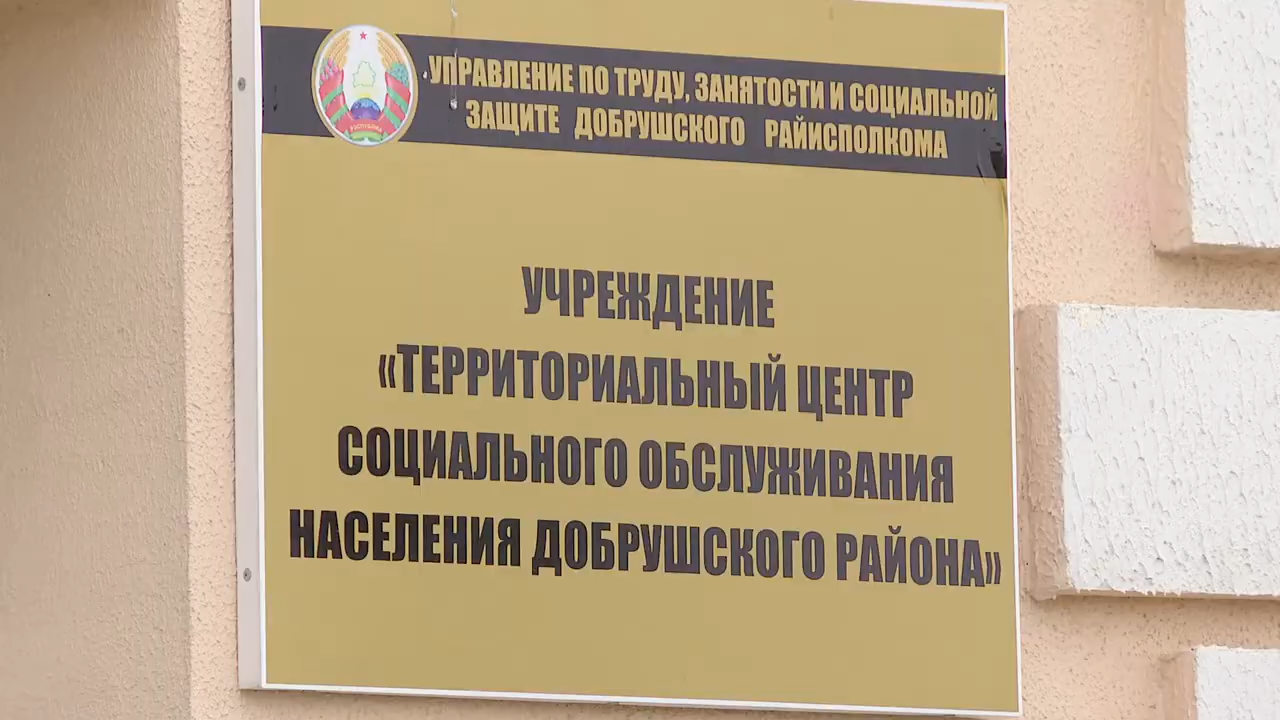 УПРАВЛЕНИЕ ПО ТРУДУ, ЗАНЯТОСТИ И СОЦИАЛЬНОЙ
ЗАЩИТЕ ДОБРУШСКОГО РАЙИСПОЛКОМА
УЧРЕЖДЕНИЕ
«ТЕРРИТОРИАЛЬНЫЙ ЦЕНТР
СОЦИАЛЬНОГО ОБСЛУЖИВАНИЯ
НАСЕЛЕНИЯ ДОБРУШСКОГО РАЙОНА»